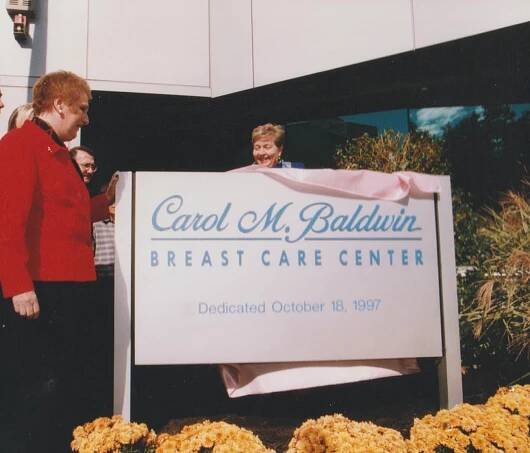 Carol M. Baldwin
BREAST CARE CENTER
Dedicated October 18, 1997